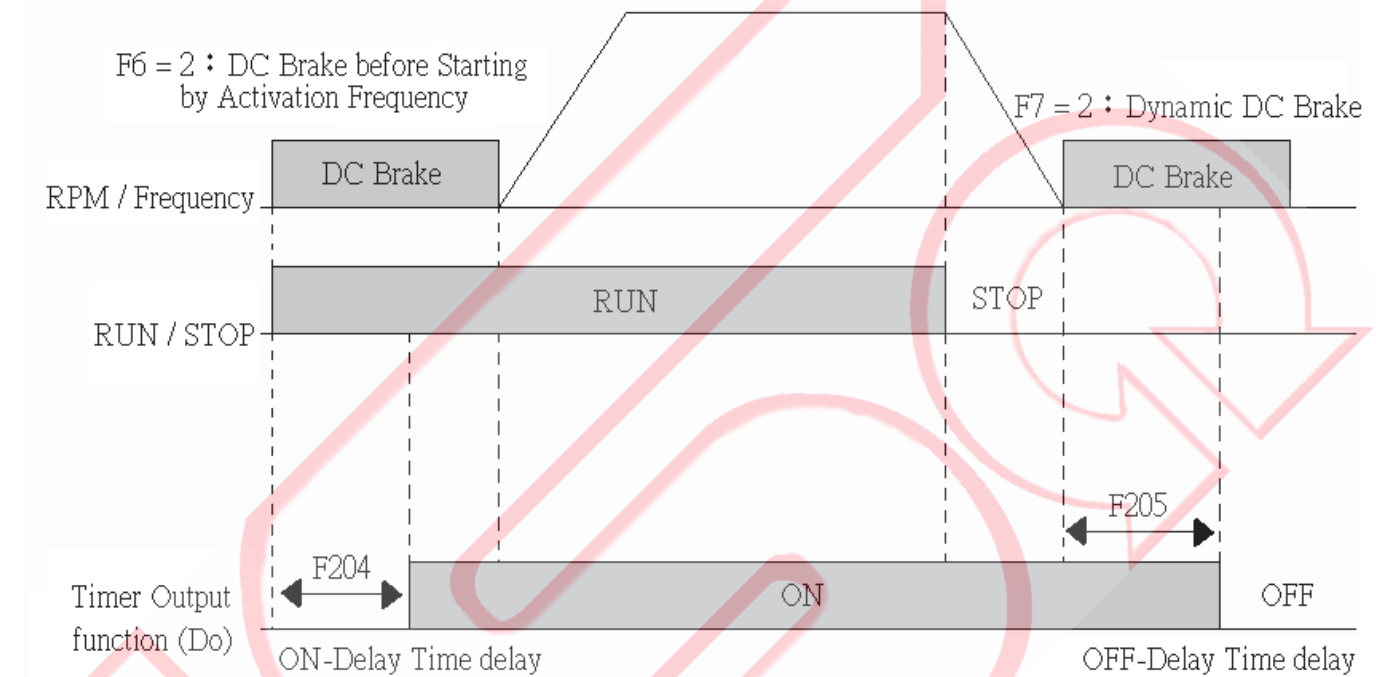 F6 = 2 : DC Brake before Starting
by Activation Frequency
F7 = 2 : Dynamic DC Brake
DC Brake
DC Brake
RPM / Frequency
RUN
STOP
RUN / STOP
F205
F204
Timer Output
function (Do)
ON
OFF
ON-Delay Time delay
OFF-Delay Time delay